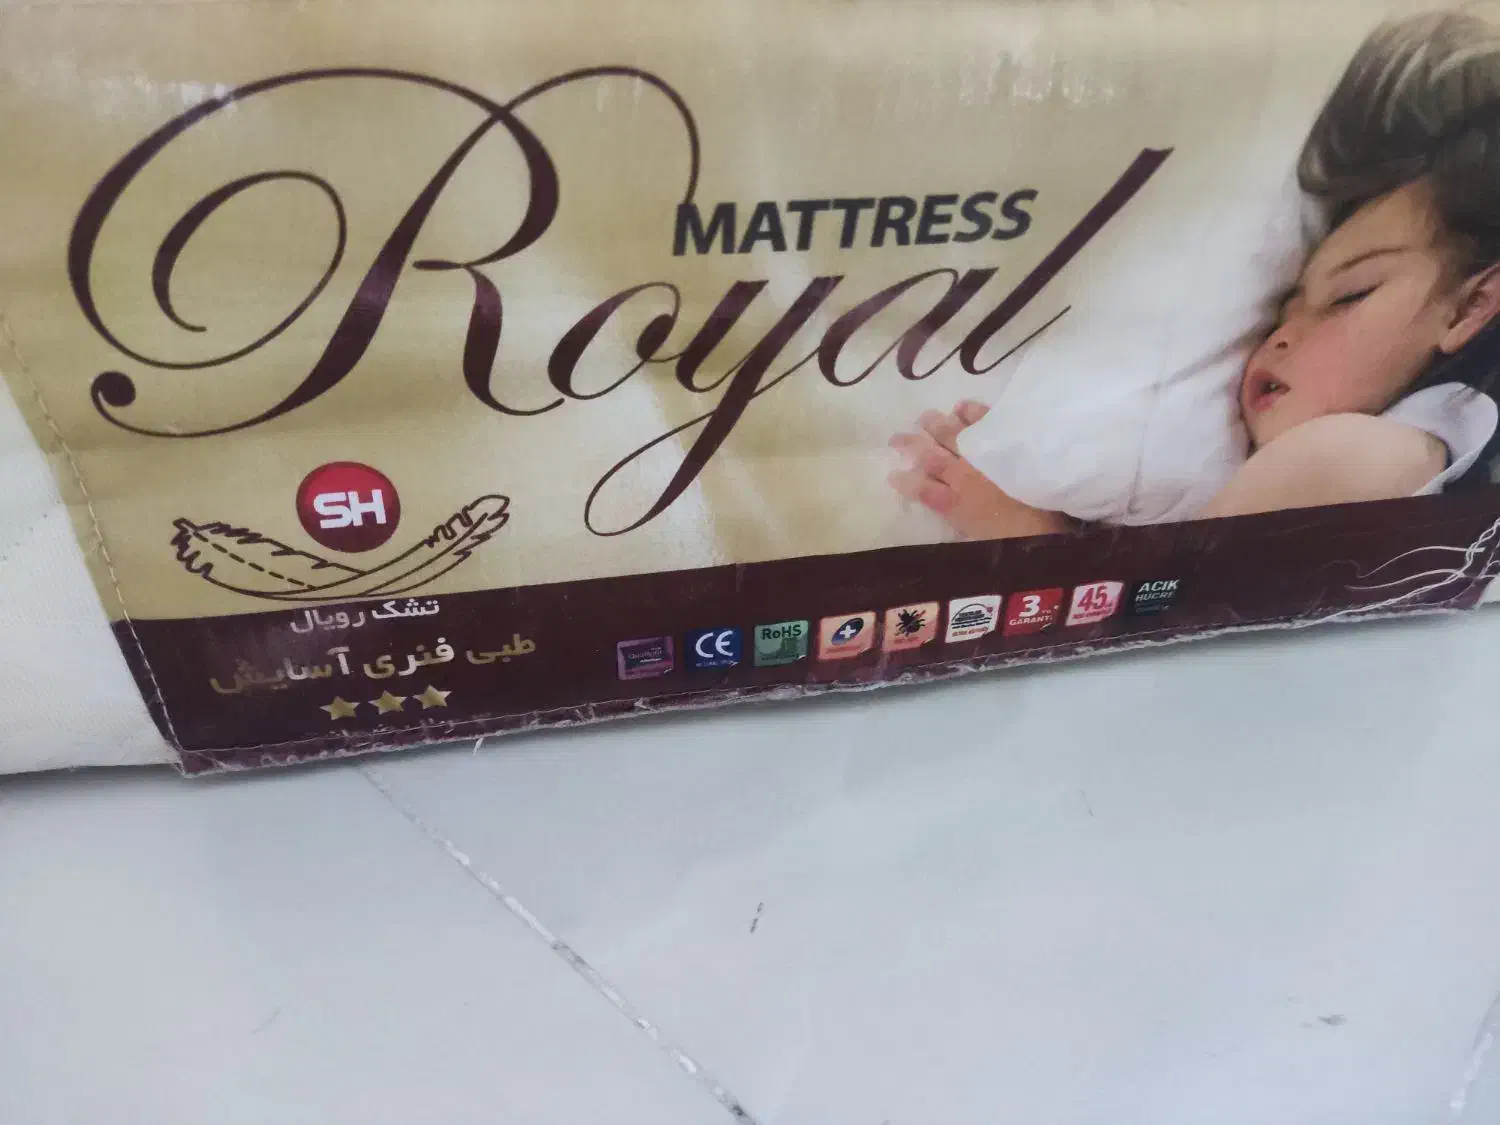 Royal
MATTRESS
SH
تشک رویال
طبی فنری آسایش
CE
RoHS
3
GARANTİ
45
ACIK
HUCRE